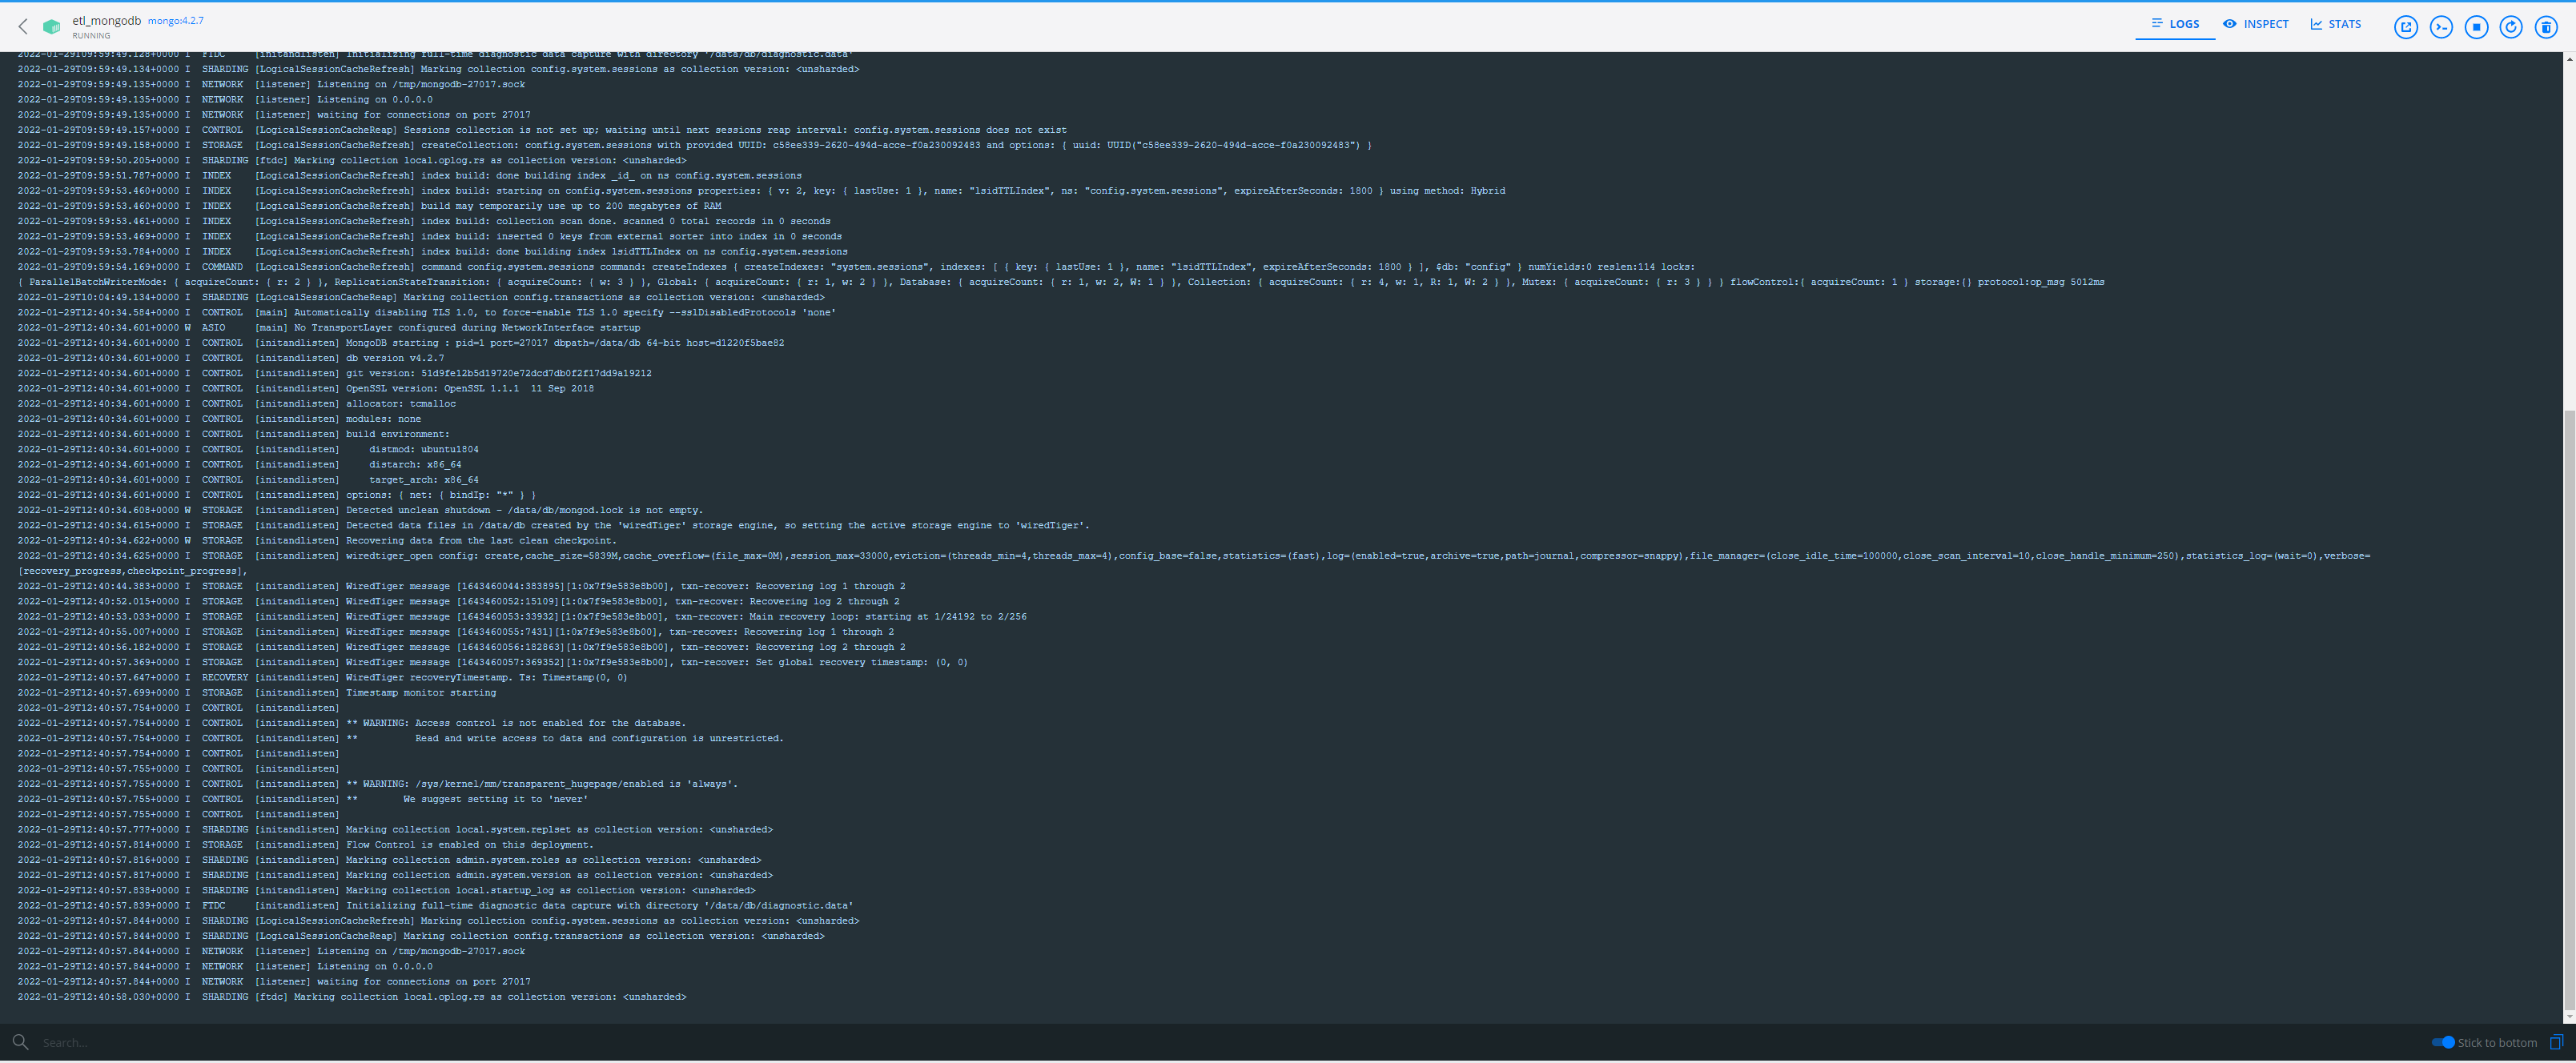 etl_mongodb mongo:4.2.7
RUNNING
LOGS INSPECT STATS
2022-01-29T09:59:49.128+0000 I  FTDC     [initandlisten] Initializing full-time diagnostic data capture with directory '/data/db/diagnostic.data'
2022-01-29T09:59:49.134+0000 I  SHARDING [LogicalSessionCacheRefresh] Marking collection config.system.sessions as collection version: <unsharded>
2022-01-29T09:59:49.135+0000 I  NETWORK  [listener] Listening on /tmp/mongodb-27017.sock
2022-01-29T09:59:49.135+0000 I  NETWORK  [listener] Listening on 0.0.0.0
2022-01-29T09:59:49.135+0000 I  NETWORK  [listener] waiting for connections on port 27017
2022-01-29T09:59:49.157+0000 I  CONTROL  [LogicalSessionCacheReap] Sessions collection is not set up; waiting until next sessions reap interval: config.system.sessions does not exist
2022-01-29T09:59:49.158+0000 I  STORAGE  [LogicalSessionCacheRefresh] createCollection: config.system.sessions with provided UUID: c58ee339-2620-494d-acce-f0a230092483 and options: { uuid: UUID("c58ee339-2620-494d-acce-f0a230092483") }
2022-01-29T09:59:50.205+0000 I  SHARDING [ftdc] Marking collection local.oplog.rs as collection version: <unsharded>
2022-01-29T09:59:51.787+0000 I  INDEX    [LogicalSessionCacheRefresh] index build: done building index _id_ on ns config.system.sessions
2022-01-29T09:59:53.460+0000 I  INDEX    [LogicalSessionCacheRefresh] index build: starting on config.system.sessions properties: { v: 2, key: { lastUse: 1 }, name: "lsidTTLIndex", ns: "config.system.sessions", expireAfterSeconds: 1800 } using method: Hybrid
2022-01-29T09:59:53.460+0000 I  INDEX    [LogicalSessionCacheRefresh] build may temporarily use up to 200 megabytes of RAM
2022-01-29T09:59:53.461+0000 I  INDEX    [LogicalSessionCacheRefresh] index build: collection scan done. scanned 0 total records in 0 seconds
2022-01-29T09:59:53.469+0000 I  INDEX    [LogicalSessionCacheRefresh] index build: inserted 0 keys from external sorter into index in 0 seconds
2022-01-29T09:59:53.784+0000 I  INDEX    [LogicalSessionCacheRefresh] index build: done building index lsidTTLIndex on ns config.system.sessions
2022-01-29T09:59:54.169+0000 I  COMMAND  [LogicalSessionCacheRefresh] command config.system.sessions command: createIndexes { createIndexes: "system.sessions", indexes: [ { key: { lastUse: 1 }, name: "lsidTTLIndex", expireAfterSeconds: 1800 } ], $db: "config" } numYields:0 reslen:114 locks:
{ ParallelBatchWriterMode: { acquireCount: { r: 2 } }, ReplicationStateTransition: { acquireCount: { w: 3 } }, Global: { acquireCount: { r: 1, w: 2 } }, Database: { acquireCount: { r: 1, w: 2, W: 1 } }, Collection: { acquireCount: { r: 4, w: 1, R: 1, W: 2 } }, Mutex: { acquireCount: { r: 3 } } } flowControl:{ acquireCount: 1 } storage:{} protocol:op_msg 5012ms
2022-01-29T10:04:49.134+0000 I  SHARDING [LogicalSessionCacheReap] Marking collection config.transactions as collection version: <unsharded>
2022-01-29T12:40:34.584+0000 I  CONTROL  [main] Automatically disabling TLS 1.0, to force-enable TLS 1.0 specify --sslDisabledProtocols 'none'
2022-01-29T12:40:34.601+0000 W  ASIO     [main] No TransportLayer configured during NetworkInterface startup
2022-01-29T12:40:34.601+0000 I  CONTROL  [initandlisten] MongoDB starting : pid=1 port=27017 dbpath=/data/db 64-bit host=d1220f5bae82
2022-01-29T12:40:34.601+0000 I  CONTROL  [initandlisten] db version v4.2.7
2022-01-29T12:40:34.601+0000 I  CONTROL  [initandlisten] git version: 51d9fe12b5d19720e72dcd7db0f2f17dd9a19212
2022-01-29T12:40:34.601+0000 I  CONTROL  [initandlisten] OpenSSL version: OpenSSL 1.1.1  11 Sep 2018
2022-01-29T12:40:34.601+0000 I  CONTROL  [initandlisten] allocator: tcmalloc
2022-01-29T12:40:34.601+0000 I  CONTROL  [initandlisten] modules: none
2022-01-29T12:40:34.601+0000 I  CONTROL  [initandlisten] build environment:
2022-01-29T12:40:34.601+0000 I  CONTROL  [initandlisten]     distmod: ubuntu1804
2022-01-29T12:40:34.601+0000 I  CONTROL  [initandlisten]     distarch: x86_64
2022-01-29T12:40:34.601+0000 I  CONTROL  [initandlisten]     target_arch: x86_64
2022-01-29T12:40:34.601+0000 I  CONTROL  [initandlisten] options: { net: { bindIp: "*" } }
2022-01-29T12:40:34.608+0000 W  STORAGE  [initandlisten] Detected unclean shutdown - /data/db/mongod.lock is not empty.
2022-01-29T12:40:34.615+0000 I  STORAGE  [initandlisten] Detected data files in /data/db created by the 'wiredTiger' storage engine, so setting the active storage engine to 'wiredTiger'.
2022-01-29T12:40:34.622+0000 W  STORAGE  [initandlisten] Recovering data from the last clean checkpoint.
2022-01-29T12:40:34.625+0000 I  STORAGE  [initandlisten] wiredtiger_open config: create,cache_size=5839M,cache_overflow=(file_max=0M),session_max=33000,eviction=(threads_min=4,threads_max=4),config_base=false,statistics=(fast),log=(enabled=true,archive=true,path=journal,compressor=snappy),file_manager=(close_idle_time=100000,close_scan_interval=10,close_handle_minimum=250),statistics_log=(wait=0),verbose=
[recovery_progress,checkpoint_progress],
2022-01-29T12:40:44.383+0000 I  STORAGE  [initandlisten] WiredTiger message [1643460044:383895][1:0x7f9e583e8b00], txn-recover: Recovering log 1 through 2
2022-01-29T12:40:52.015+0000 I  STORAGE  [initandlisten] WiredTiger message [1643460052:15109][1:0x7f9e583e8b00], txn-recover: Recovering log 2 through 2
2022-01-29T12:40:53.033+0000 I  STORAGE  [initandlisten] WiredTiger message [1643460053:33932][1:0x7f9e583e8b00], txn-recover: Main recovery loop: starting at 1/24192 to 2/256
2022-01-29T12:40:55.007+0000 I  STORAGE  [initandlisten] WiredTiger message [1643460055:7431][1:0x7f9e583e8b00], txn-recover: Recovering log 1 through 2
2022-01-29T12:40:56.182+0000 I  STORAGE  [initandlisten] WiredTiger message [1643460056:182863][1:0x7f9e583e8b00], txn-recover: Recovering log 2 through 2
2022-01-29T12:40:57.369+0000 I  STORAGE  [initandlisten] WiredTiger message [1643460057:369352][1:0x7f9e583e8b00], txn-recover: Set global recovery timestamp: (0, 0)
2022-01-29T12:40:57.647+0000 I  RECOVERY [initandlisten] WiredTiger recoveryTimestamp. Ts: Timestamp(0, 0)
2022-01-29T12:40:57.699+0000 I  STORAGE  [initandlisten] Timestamp monitor starting
2022-01-29T12:40:57.754+0000 I  CONTROL  [initandlisten]
2022-01-29T12:40:57.754+0000 I  CONTROL  [initandlisten] ** WARNING: Access control is not enabled for the database.
2022-01-29T12:40:57.754+0000 I  CONTROL  [initandlisten] **          Read and write access to data and configuration is unrestricted.
2022-01-29T12:40:57.754+0000 I  CONTROL  [initandlisten]
2022-01-29T12:40:57.755+0000 I  CONTROL  [initandlisten]
2022-01-29T12:40:57.755+0000 I  CONTROL  [initandlisten] ** WARNING: /sys/kernel/mm/transparent_hugepage/enabled is 'always'.
2022-01-29T12:40:57.755+0000 I  CONTROL  [initandlisten] **        We suggest setting it to 'never'
2022-01-29T12:40:57.755+0000 I  CONTROL  [initandlisten]
2022-01-29T12:40:57.777+0000 I  SHARDING [initandlisten] Marking collection local.system.replset as collection version: <unsharded>
2022-01-29T12:40:57.814+0000 I  STORAGE  [initandlisten] Flow Control is enabled on this deployment.
2022-01-29T12:40:57.816+0000 I  SHARDING [initandlisten] Marking collection admin.system.roles as collection version: <unsharded>
2022-01-29T12:40:57.817+0000 I  SHARDING [initandlisten] Marking collection admin.system.version as collection version: <unsharded>
2022-01-29T12:40:57.838+0000 I  SHARDING [initandlisten] Marking collection local.startup_log as collection version: <unsharded>
2022-01-29T12:40:57.839+0000 I  FTDC     [initandlisten] Initializing full-time diagnostic data capture with directory '/data/db/diagnostic.data'
2022-01-29T12:40:57.844+0000 I  SHARDING [LogicalSessionCacheRefresh] Marking collection config.system.sessions as collection version: <unsharded>
2022-01-29T12:40:57.844+0000 I  SHARDING [LogicalSessionCacheReap] Marking collection config.transactions as collection version: <unsharded>
2022-01-29T12:40:57.844+0000 I  NETWORK  [listener] Listening on /tmp/mongodb-27017.sock
2022-01-29T12:40:57.844+0000 I  NETWORK  [listener] Listening on 0.0.0.0
2022-01-29T12:40:57.844+0000 I  NETWORK  [listener] waiting for connections on port 27017
2022-01-29T12:40:58.030+0000 I  SHARDING [ftdc] Marking collection local.oplog.rs as collection version: <unsharded>
Search...
Stick to bottom